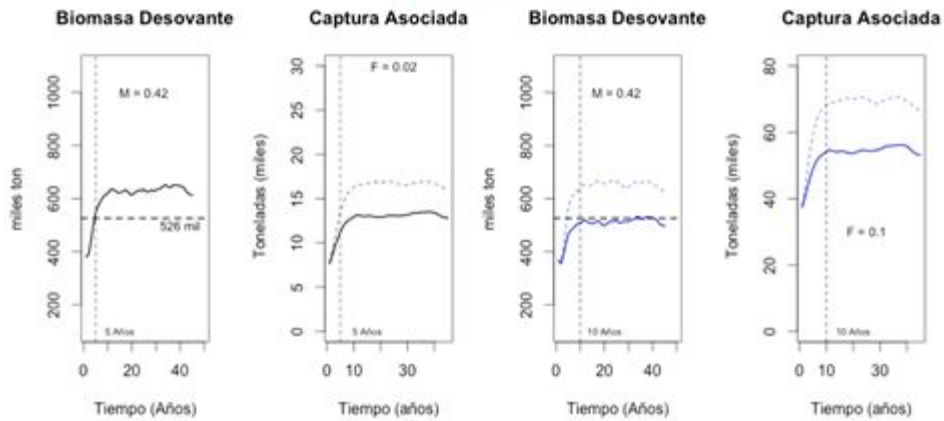 Biomasa Desovante
miles ton
1000
800
600
400
200
M = 0.42
526 mil
5 Años
0 20 40
Tiempo (Años)
Captura Asociada
Toneladas (miles)
30
25
20
15
10
5
0
F = 0.02
5 Años
0 10 30
Tiempo (años)
Biomasa Desovante
miles ton
1000
800
600
400
200
M = 0.42
10 Años
0 20 40
Tiempo (Años)
Captura Asociada
Toneladas (miles)
80
60
40
20
0
F = 0.1
10 Años
0 10 30
Tiempo (años)